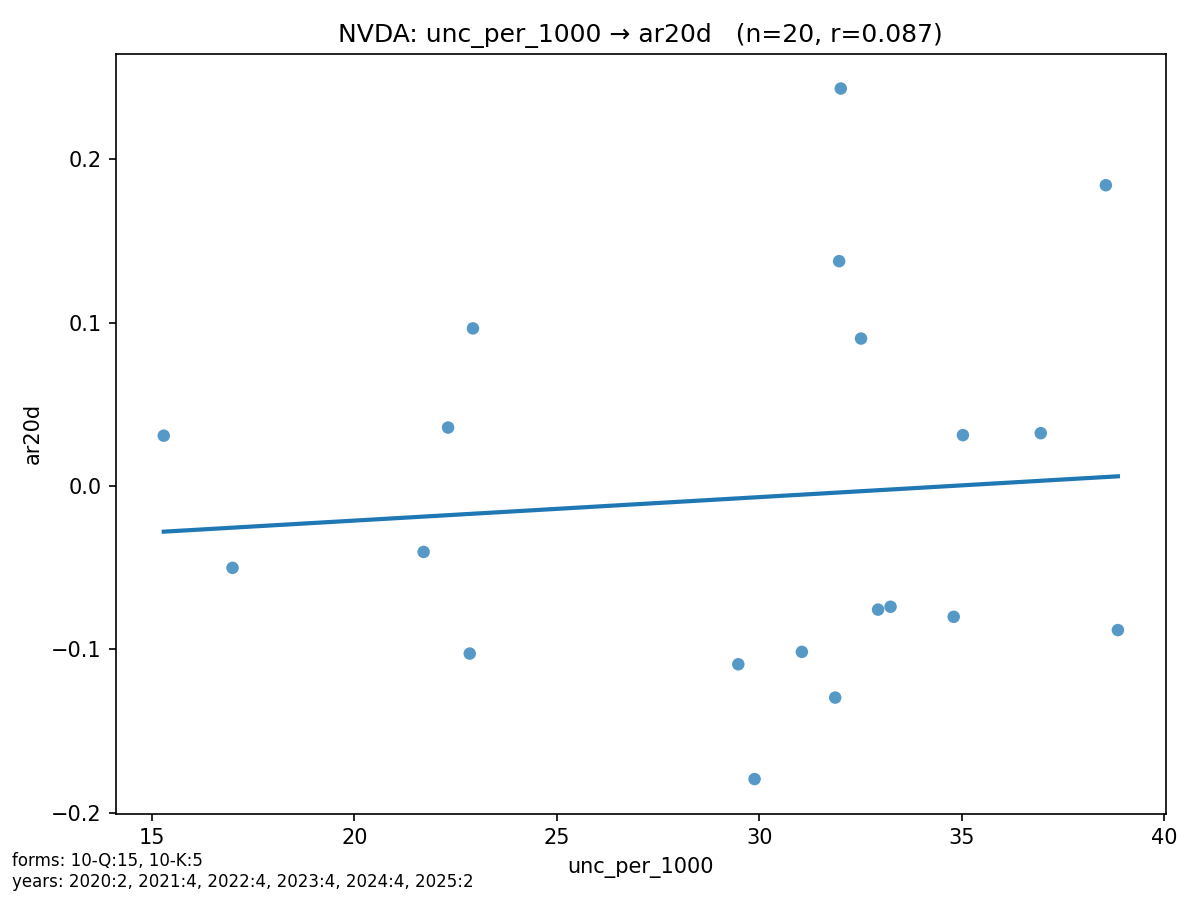 NVDA: unc_per_1000 → ar20d   (n=20, r=0.087)
0.2
0.1
0.0
−0.1
−0.2
ar20d
15 20 25 30 35 40
unc_per_1000
forms: 10-Q:15, 10-K:5
years: 2020:2, 2021:4, 2022:4, 2023:4, 2024:4, 2025:2